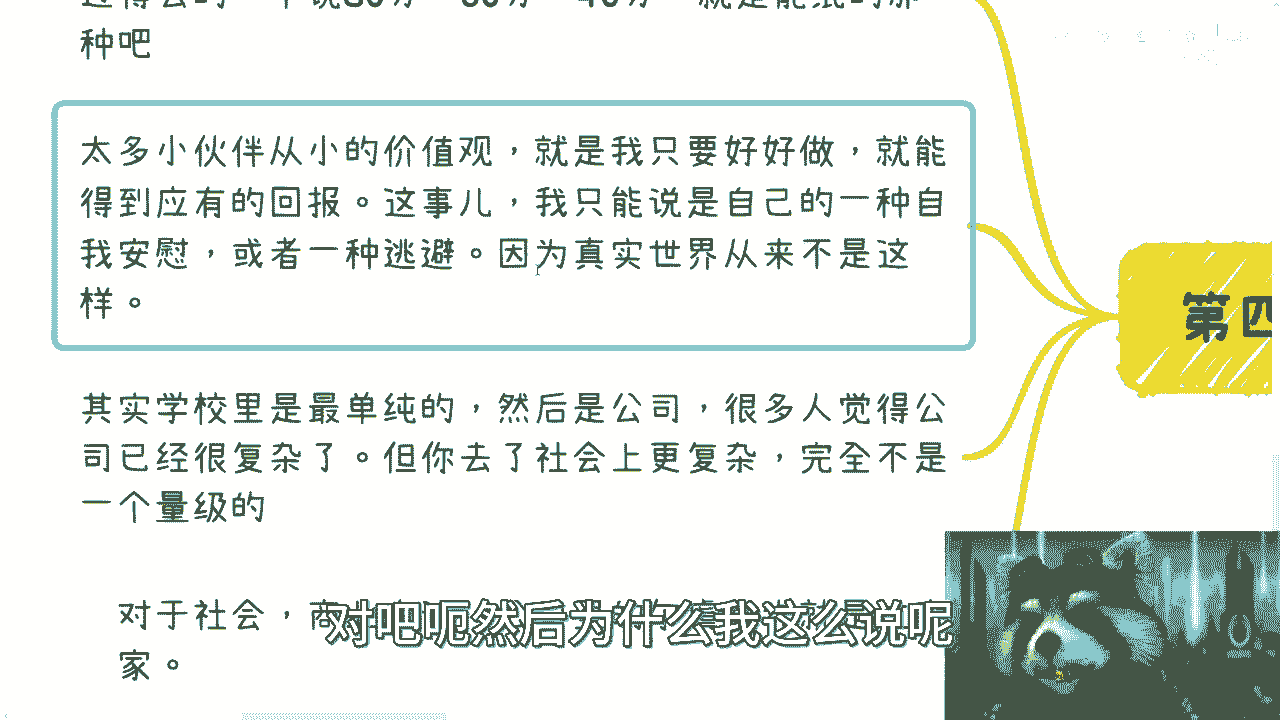 种吧
太多小伙伴从小的价值观，就是我只要好好做，就能
得到应有的回报。这事儿，我只能说是自己的一种自
我安慰，或者一种逃避。因为真实世界从来不是这
样。
第四
其实学校里是最单纯的，然后是公司，很多人觉得公
司已经很复杂了。但你去了社会上更复杂，完全不是
一个量级的
对于社会，
家。
对吧呃然后为什么我这么说呢